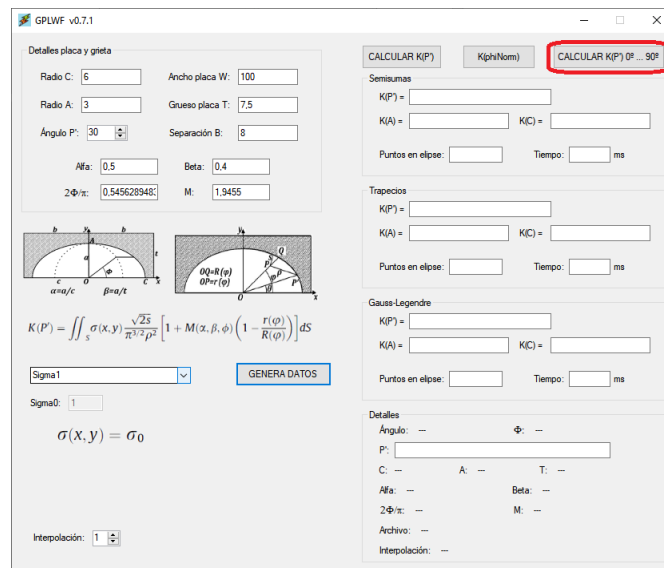 GPLWF v0.7.1
Detalles placa y grieta
Radio C: 6
Ancho placa W: 100
Radio A: 3
Grueso placa T: 7,5
Ángulo P': 30
Separación B: 8
Alfa: 0,5
Beta: 0,4
2Φ/π: 0,5456289483
M: 1,9455
b y b
A
a
t
Φ
c O c C x
α=a/c β=a/t
y
Q
S
P
ρ
P'
OQ=R(φ)
OP=r(φ)
φ
O x
K(P') = ∬_S σ(x, y) √2s / π^{3/2}ρ² [1 + M(α, β, ϕ) (1 − r(φ)/R(φ))] dS
Sigma1
GENERA DATOS
Sigma0: 1
σ(x, y) = σ₀
Interpolación: 1
CALCULAR K(P')
K(phiNom)
CALCULAR K(P') 0º ... 90º
Semisumas
K(P') =
K(A) = K(C) =
Puntos en elipse: Tiempo: ms
Trapecios
K(P') =
K(A) = K(C) =
Puntos en elipse: Tiempo: ms
Gauss-Legendre
K(P') =
K(A) = K(C) =
Puntos en elipse: Tiempo: ms
Detalles
Ángulo: --- Φ: ---
P':
C: --- A: --- T: ---
Alfa: --- Beta: ---
2Φ/π: --- M: ---
Archivo: ---
Interpolación: ---